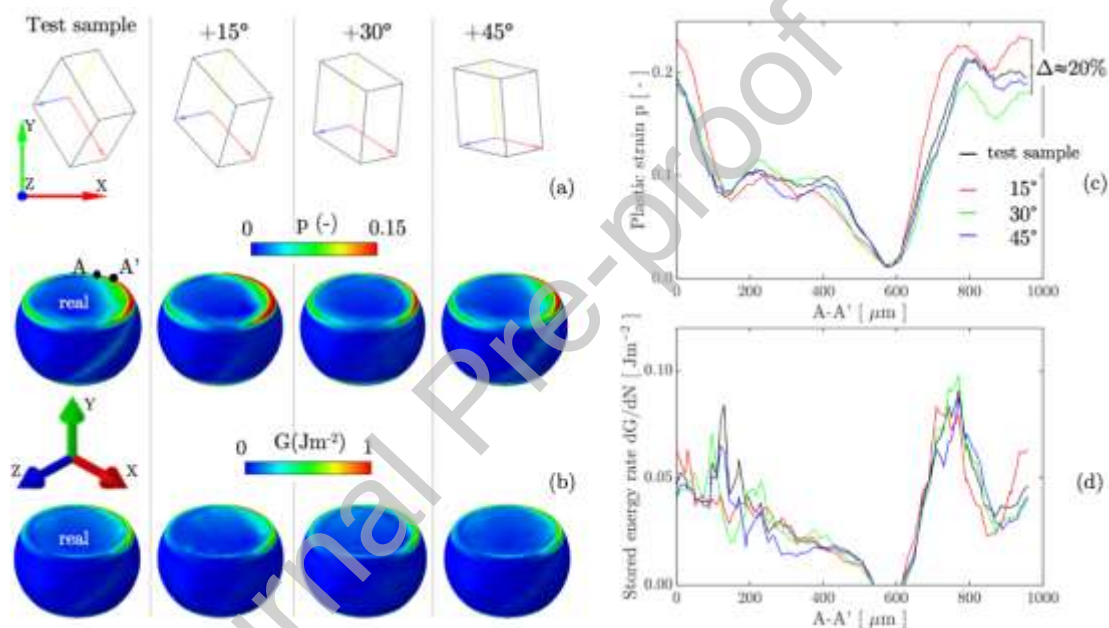 Test sample
+15°
+30°
+45°
Y
Z
X
(a)
0 p (-) 0.15
A A'
real
Y
Z
X
0 G(Jm⁻²) 1
(b)
real
Plastic strain p [ - ]
0.2
0.1
0.0
Δ≈20%
test sample
15°
30°
45°
(c)
0 200 400 600 800 1000
A-A' [ μm ]
Stored energy rate dG/dN [ Jm⁻² ]
0.10
0.05
0.00
(d)
0 200 400 600 800 1000
A-A' [ μm ]
Journal Pre-proof